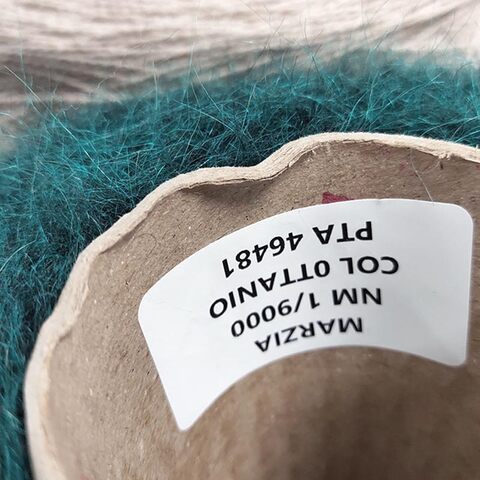 MARZIA
NM 1/9000
COL OTTANIO
PTA 46481